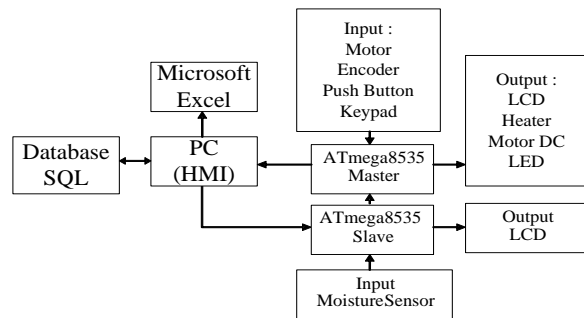 Input :
Motor
Encoder
Push Button
Keypad
Microsoft
Excel
Output :
LCD
Heater
Motor DC
LED
Database
SQL
PC
(HMI)
ATmega8535
Master
ATmega8535
Slave
Output
LCD
Input
MoistureSensor